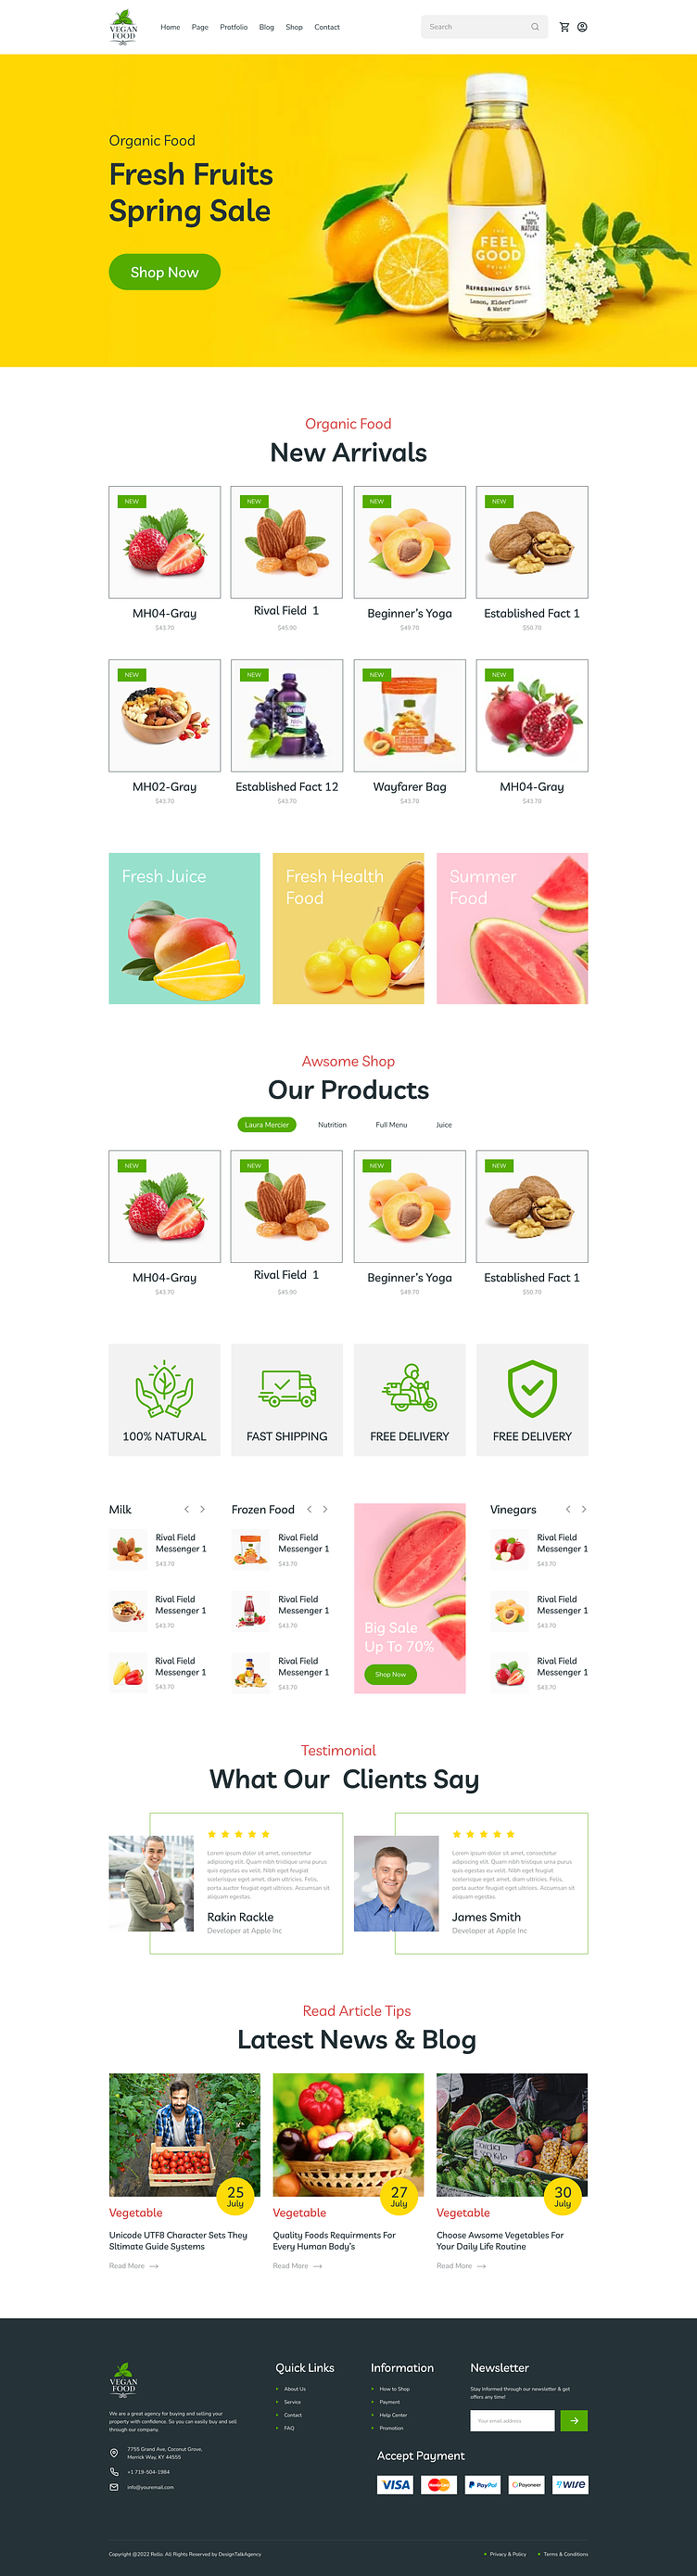 VEGAN
FOOD
Home Page Protfolio Blog Shop Contact
Search
Organic Food
Fresh Fruits
Spring Sale
Shop Now
100%
NATURAL
THE
FEEL
GOOD
DRINKS
REFRESHINGLY STILL
Lemon, Elderflower
& Water
Organic Food
New Arrivals
NEW
NEW
NEW
NEW
MH04-Gray
$43.70
Rival Field 1
$45.90
Beginner's Yoga
$49.70
Established Fact 1
$50.70
NEW
NEW
NEW
NEW
MH02-Gray
$43.70
Established Fact 12
$43.70
Wayfarer Bag
$43.70
MH04-Gray
$43.70
Fresh Juice
Fresh Health
Food
Summer
Food
Awsome Shop
Our Products
Laura Mercier Nutrition Full Menu Juice
NEW
NEW
NEW
NEW
MH04-Gray
$43.70
Rival Field 1
$45.90
Beginner's Yoga
$49.70
Established Fact 1
$50.70
100% NATURAL
FAST SHIPPING
FREE DELIVERY
FREE DELIVERY
Milk
Rival Field
Messenger 1
$43.70
Rival Field
Messenger 1
$43.70
Rival Field
Messenger 1
$43.70
Frozen Food
Rival Field
Messenger 1
$43.70
Rival Field
Messenger 1
$43.70
Rival Field
Messenger 1
$43.70
Big Sale
Up To 70%
Shop Now
Vinegars
Rival Field
Messenger 1
$43.70
Rival Field
Messenger 1
$43.70
Rival Field
Messenger 1
$43.70
Testimonial
What Our Clients Say
Lorem ipsum dolor sit amet, consectetur
adipiscing elit. Quam nibh tristique urna purus
quis egestas eu velit. Nibh eget feugiat
scelerisque eget amet, diam ultricies. Felis,
porta auctor feugiat eget ultrices. Accumsan sit
aliquam egestas.
Rakin Rackle
Developer at Apple Inc
Lorem ipsum dolor sit amet, consectetur
adipiscing elit. Quam nibh tristique urna purus
quis egestas eu velit. Nibh eget feugiat
scelerisque eget amet, diam ultricies. Felis,
porta auctor feugiat eget ultrices. Accumsan sit
aliquam egestas.
James Smith
Developer at Apple Inc
Read Article Tips
Latest News & Blog
25
July
Vegetable
Unicode UTF8 Character Sets They
Sltimate Guide Systems
Read More
27
July
Vegetable
Quality Foods Requirments For
Every Human Body's
Read More
30
July
Vegetable
Choose Awsome Vegetables For
Your Daily Life Routine
Read More
VEGAN
FOOD
We are a great agency for buying and selling your
property with confidence. So you can easily buy and sell
through our company.
7755 Grand Ave, Coconut Grove,
Merrick Way, KY 44555
+1 719-504-1984
info@youremail.com
Quick Links
About Us
Service
Contact
FAQ
Information
How to Shop
Payment
Help Center
Promotion
Newsletter
Stay Informed through our newsletter & get
offers any time!
Your email address
Accept Payment
VISA
MasterCard
PayPal
Payoneer
WIRE
Copyright @2022 Rello. All Rights Reserved by DesignTalkAgency
Privacy & Policy Terms & Conditions